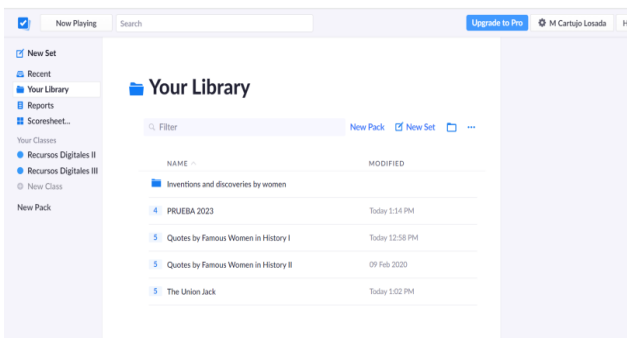 Now Playing
Search
Upgrade to Pro
M Cartujo Losada
H
New Set
Recent
Your Library
Reports
Scoresheet...
Your Classes
Recursos Digitales II
Recursos Digitales III
New Class
New Pack
Your Library
Filter
New Pack
New Set
NAME
MODIFIED
Inventions and discoveries by women
4 PRUEBA 2023 Today 1:14 PM
5 Quotes by Famous Women in History I Today 12:58 PM
5 Quotes by Famous Women in History II 09 Feb 2020
5 The Union Jack Today 1:02 PM